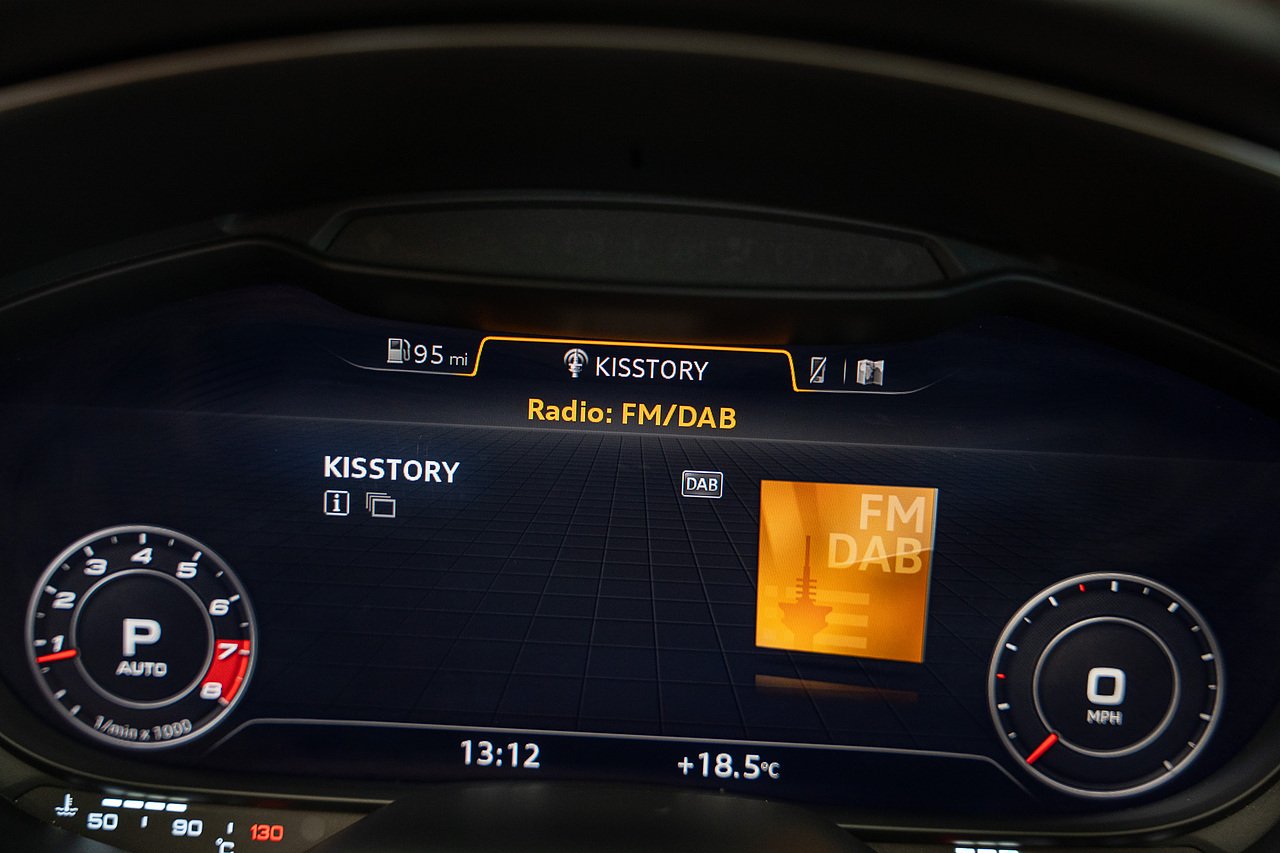 95 mi
KISSTORY
Radio: FM/DAB
KISSTORY
DAB
i
FM
DAB
1 2 3 4 5 6 7 8
P
AUTO
1/min x 1000
0
MPH
13:12
+18.5°C
50 90 130
°C